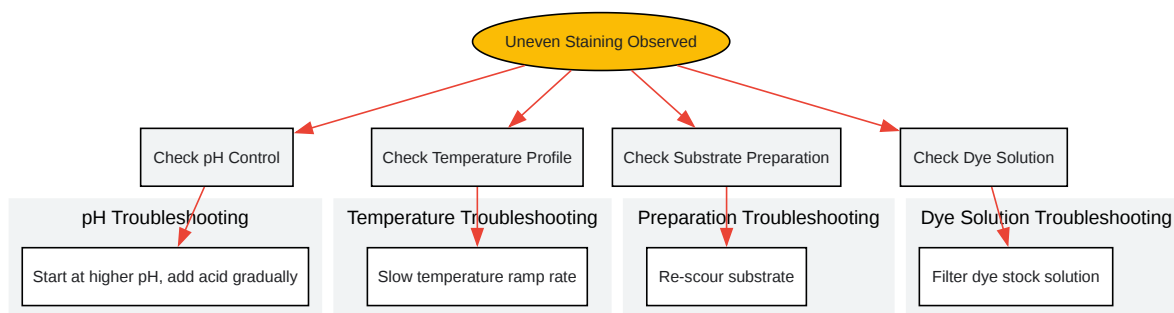 Uneven Staining Observed
Check pH Control
Check Temperature Profile
Check Substrate Preparation
Check Dye Solution
pH Troubleshooting
Temperature Troubleshooting
Preparation Troubleshooting
Dye Solution Troubleshooting
Start at higher pH, add acid gradually
Slow temperature ramp rate
Re-scour substrate
Filter dye stock solution